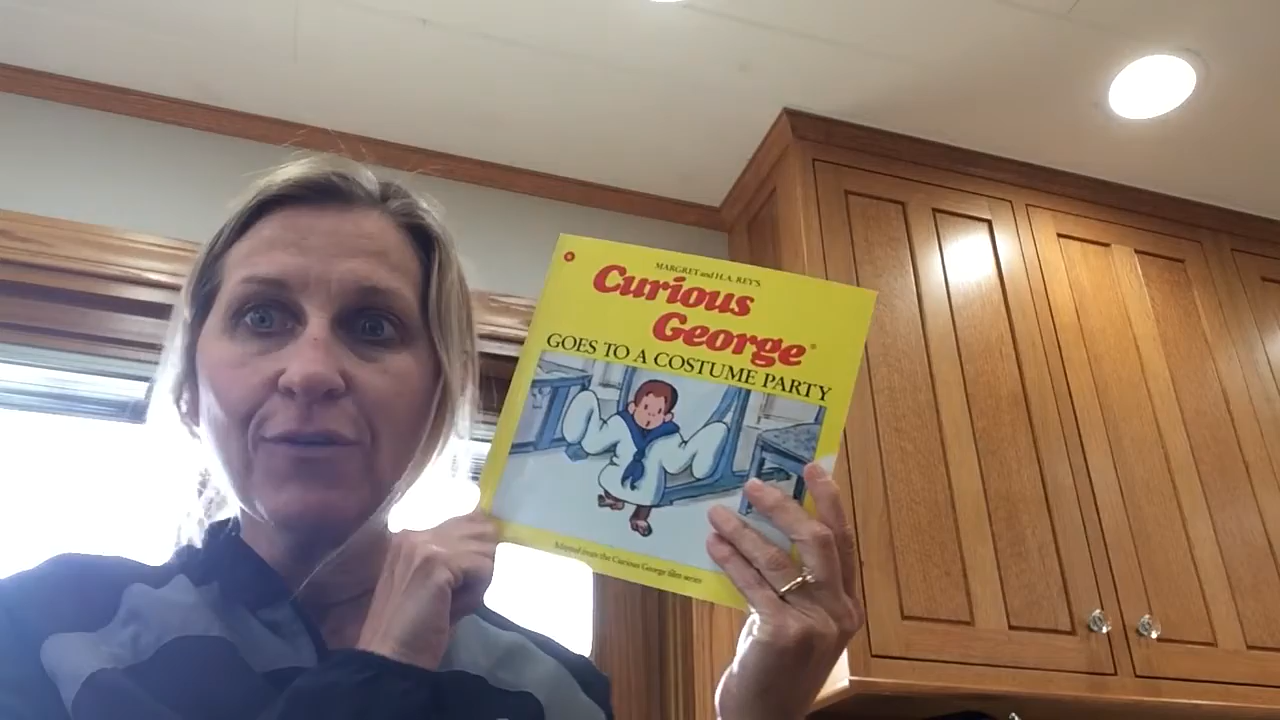 MARGRET and H.A. REY'S
Curious
George®
GOES TO A COSTUME PARTY
Adapted from the Curious George film series